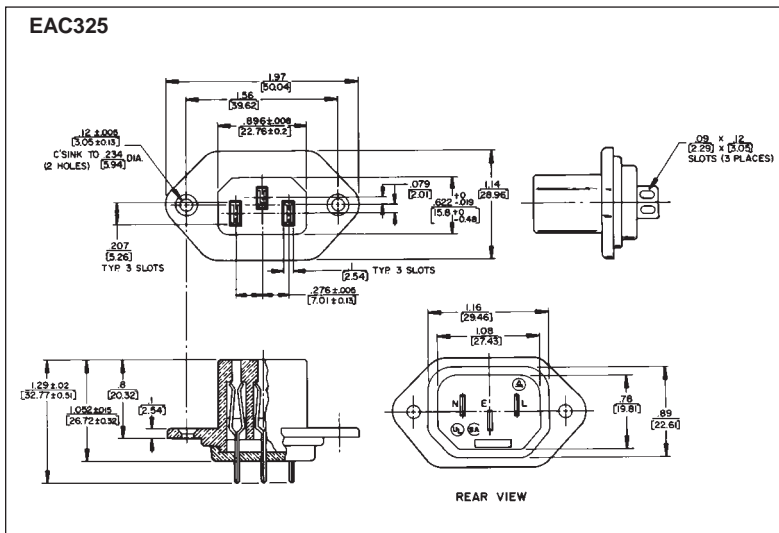 EAC325
1.97
[50.04]
1.56
[39.62]
.12 ±.005
[3.05±0.13]
C'SINK TO .234 DIA.
[5.94]
(2 HOLES)
.896±.008
[22.76±0.2]
.079
[2.01]
.622 +0 -.019
[15.8 +0 -0.48]
1.14
[28.96]
.09 x .12
[2.29] x [3.05]
SLOTS (3 PLACES)
.207
[5.26]
TYP. 3 SLOTS
.1
[2.54]
TYP. 3 SLOTS
.276±.005
[7.01±0.13]
1.16
[29.46]
1.08
[27.43]
1.29±.02
[32.77±0.51]
1.052±.015
[26.72±0.32]
.8
[20.32]
.1
[2.54]
N E L
UL
.78
[19.81]
.89
[22.61]
REAR VIEW